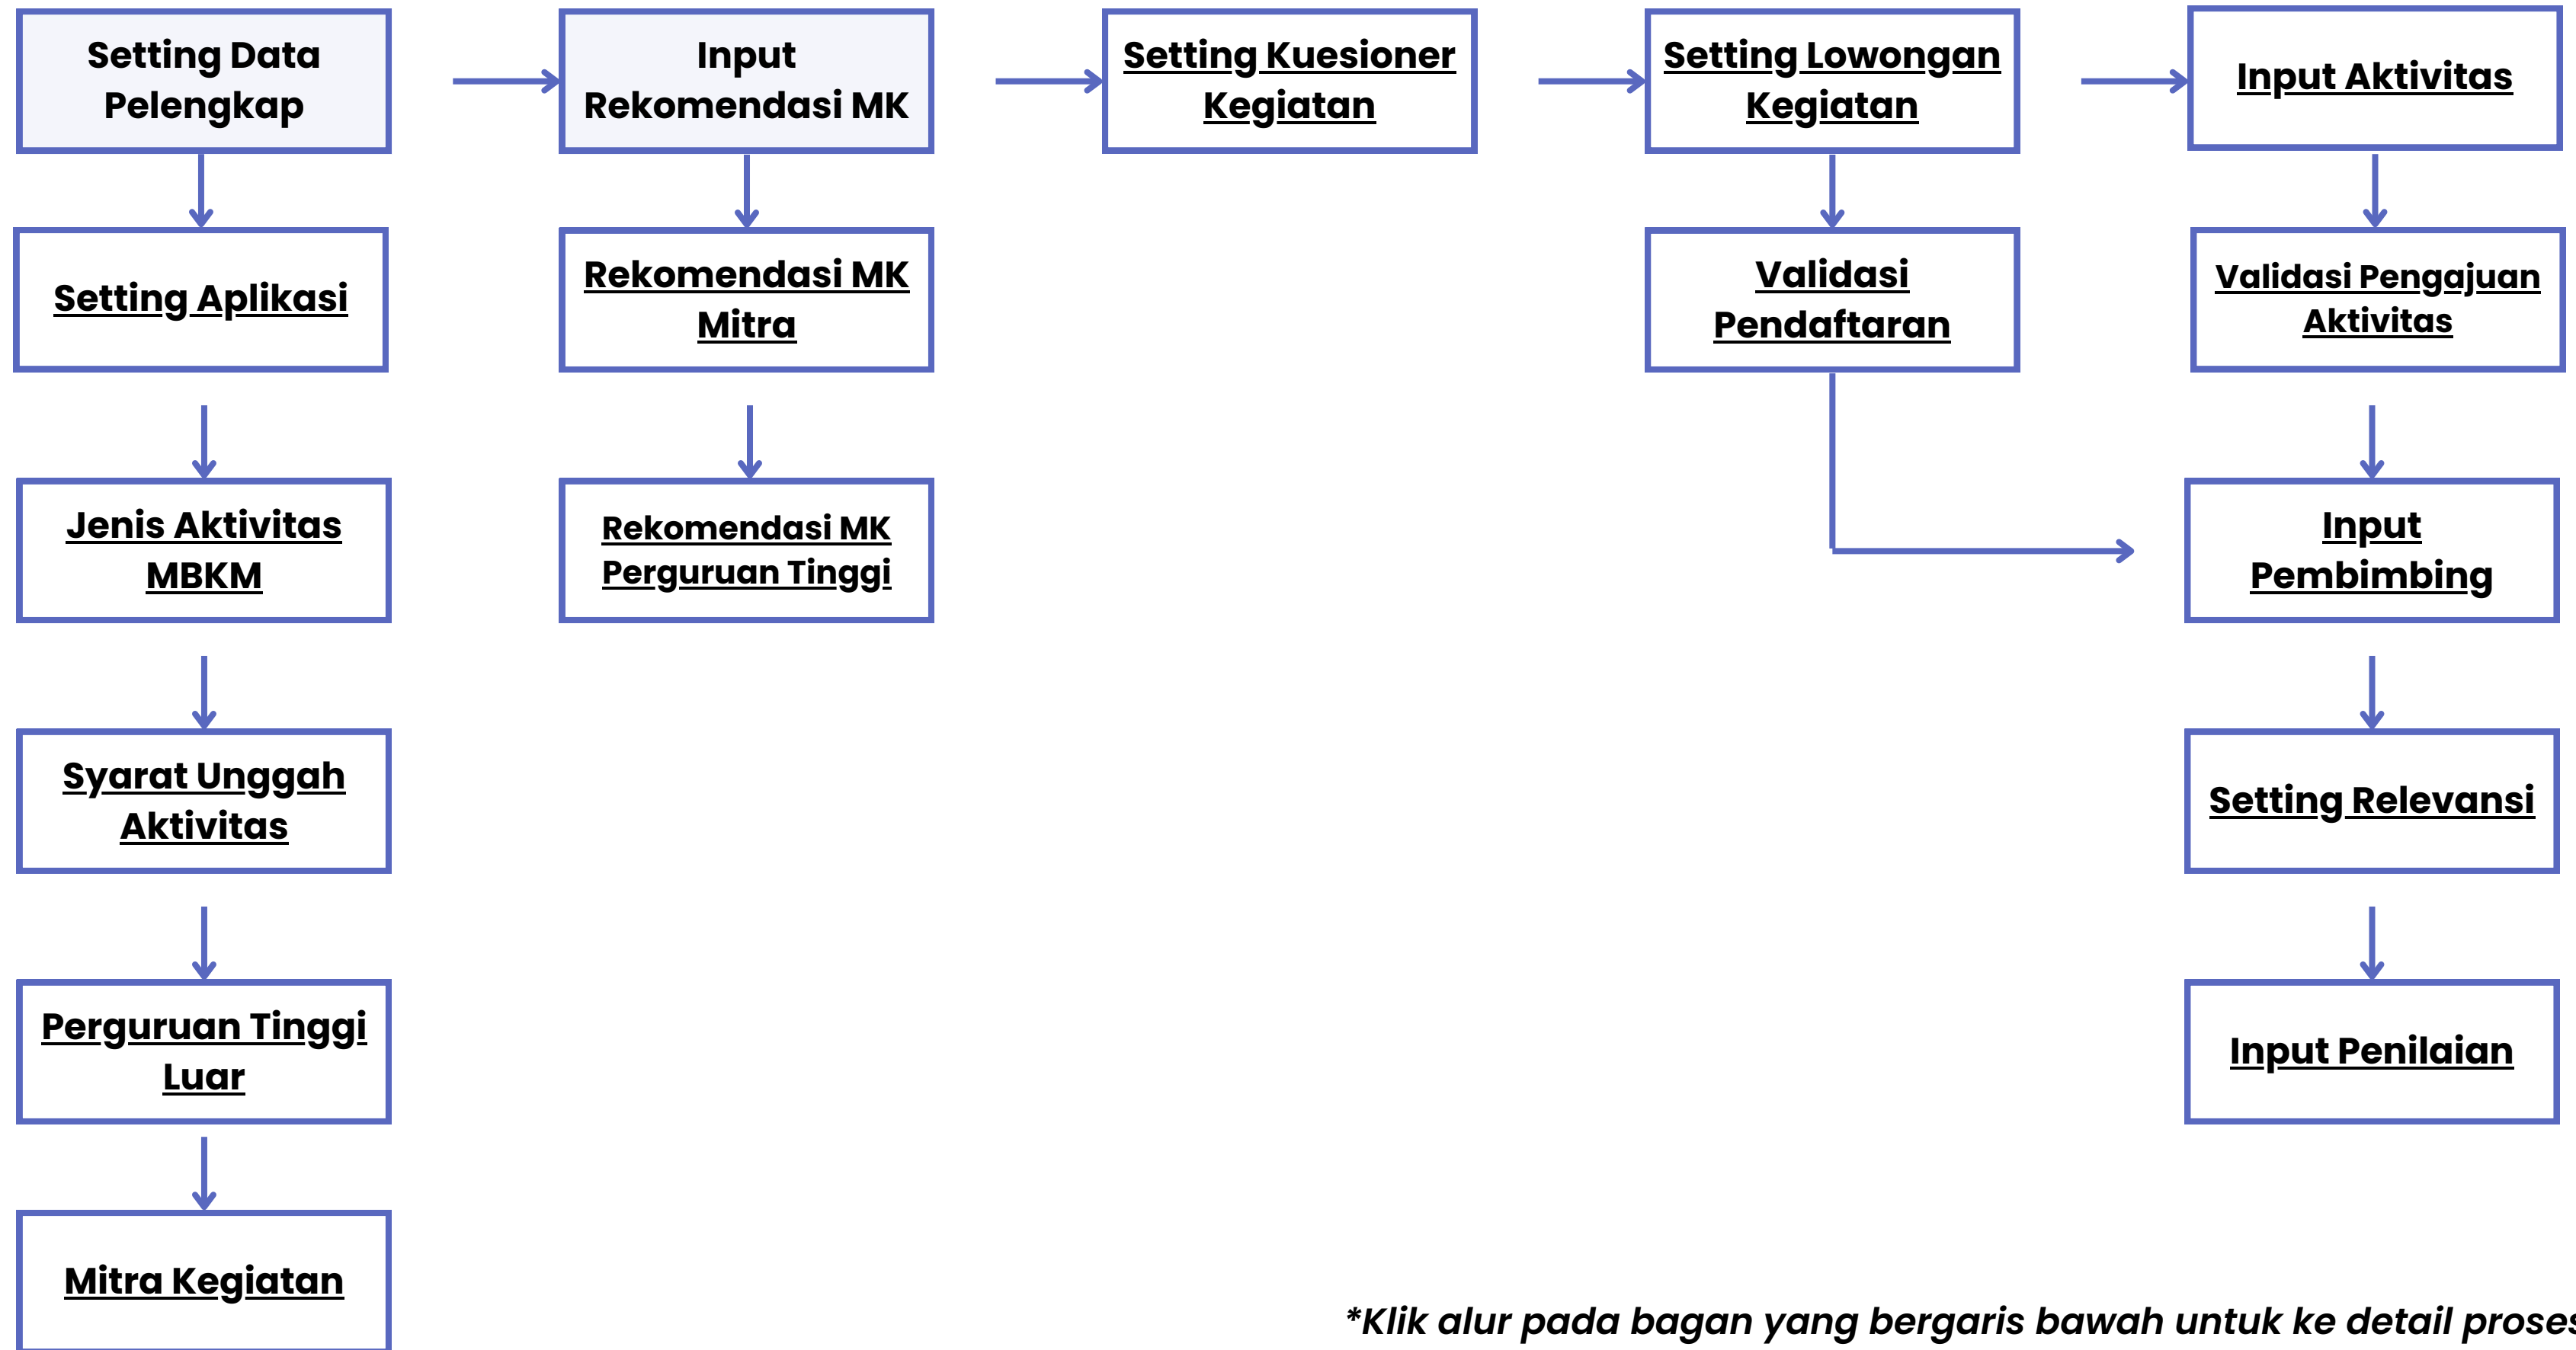 Setting Data
Pelengkap
Input
Rekomendasi MK
Setting Kuesioner
Kegiatan
Setting Lowongan
Kegiatan
Input Aktivitas
Setting Aplikasi
Rekomendasi MK
Mitra
Validasi
Pendaftaran
Validasi Pengajuan
Aktivitas
Jenis Aktivitas
MBKM
Rekomendasi MK
Perguruan Tinggi
Input
Pembimbing
Syarat Unggah
Aktivitas
Setting Relevansi
Perguruan Tinggi
Luar
Input Penilaian
Mitra Kegiatan
*Klik alur pada bagan yang bergaris bawah untuk ke detail proses